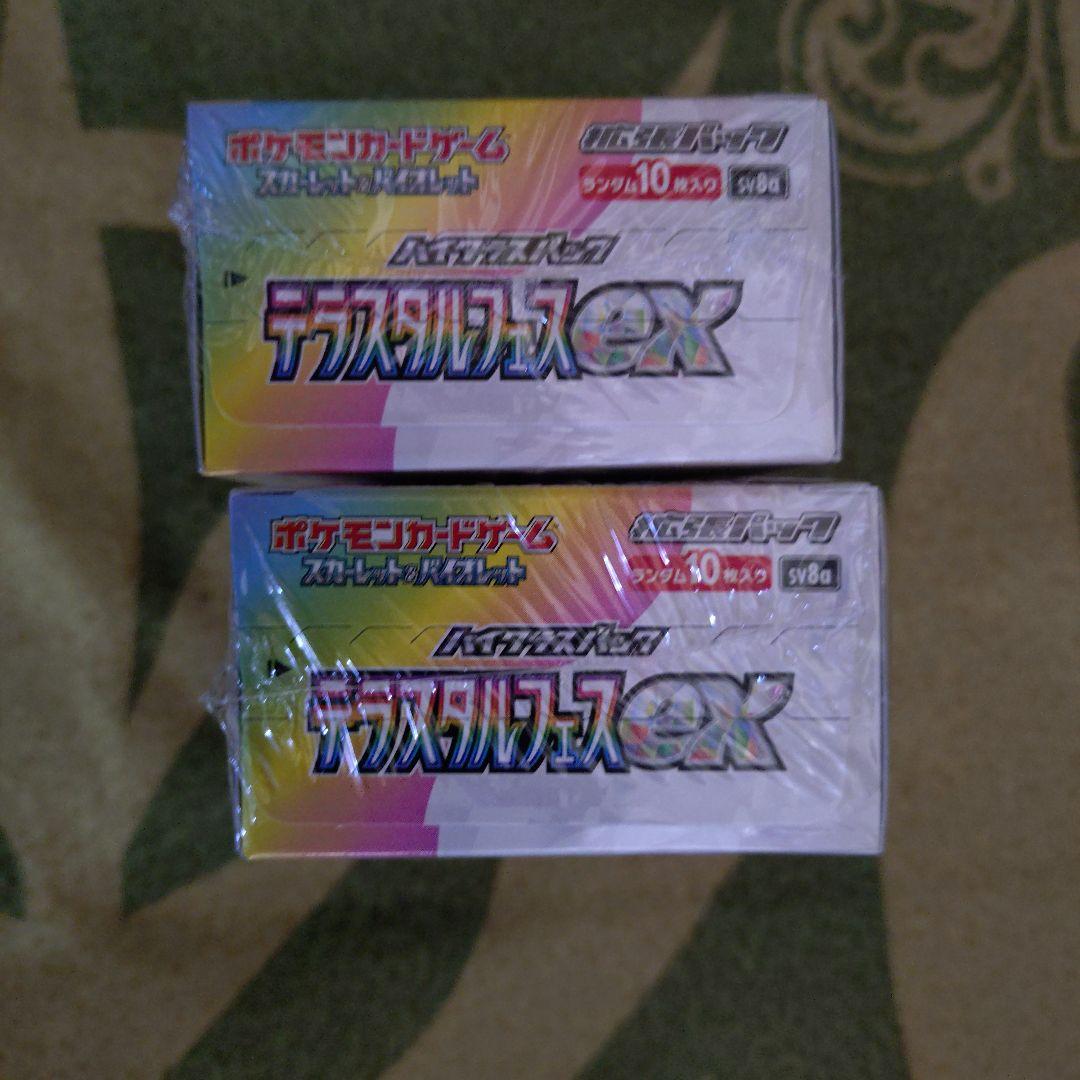 ポケモンカードゲーム
スカーレット&バイオレット
拡張パック
ランダム10枚入り
SV8a
ハイクラスパック
テラスタルフェスex
ポケモンカードゲーム
スカーレット&バイオレット
拡張パック
ランダム10枚入り
SV8a
ハイクラスパック
テラスタルフェスex